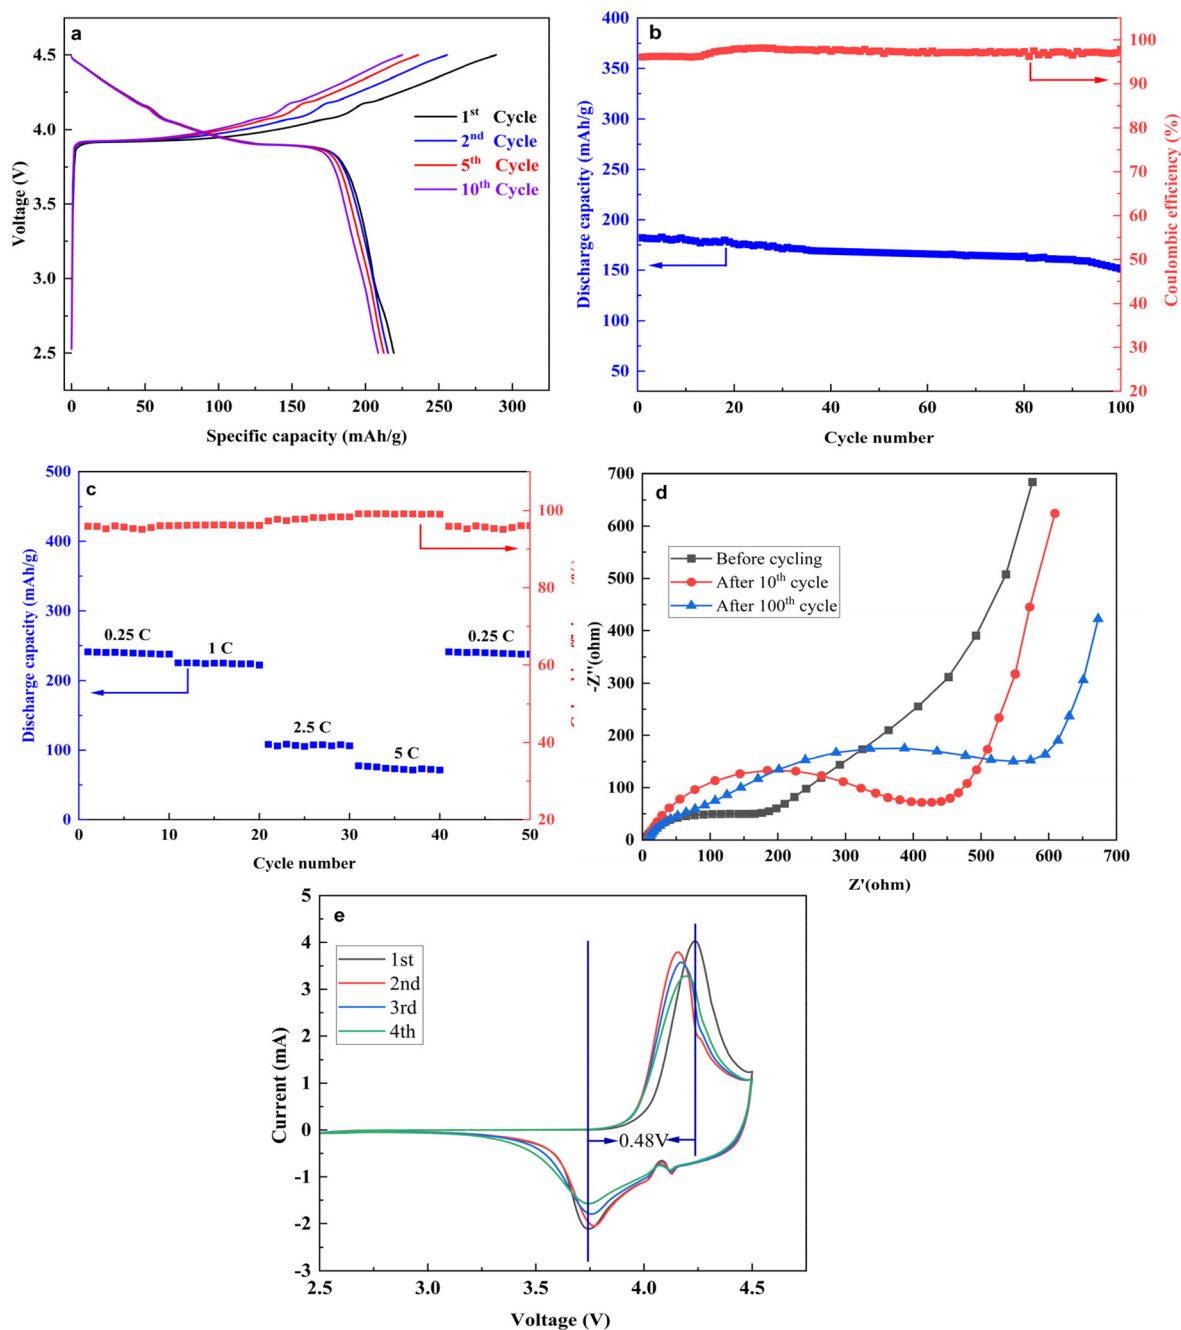 a
4.5
4.0
3.5
3.0
2.5
Voltage (V)
1st Cycle
2nd Cycle
5th Cycle
10th Cycle
0 50 100 150 200 250 300
Specific capacity (mAh/g)
b
400
350
300
250
200
150
100
50
Discharge capacity (mAh/g)
100
90
80
70
60
50
40
30
20
Coulombic efficiency (%)
0 20 40 60 80 100
Cycle number
c
500
400
300
200
100
0
Discharge capacity (mAh/g)
0.25 C
1 C
2.5 C
5 C
0.25 C
100
80
60
40
20
0 10 20 30 40 50
Cycle number
d
700
600
500
400
300
200
100
0
-Z''(ohm)
Before cycling
After 10th cycle
After 100th cycle
0 100 200 300 400 500 600 700
Z'(ohm)
e
5
4
3
2
1
0
-1
-2
-3
Current (mA)
1st
2nd
3rd
4th
0.48V
2.5 3.0 3.5 4.0 4.5
Voltage (V)